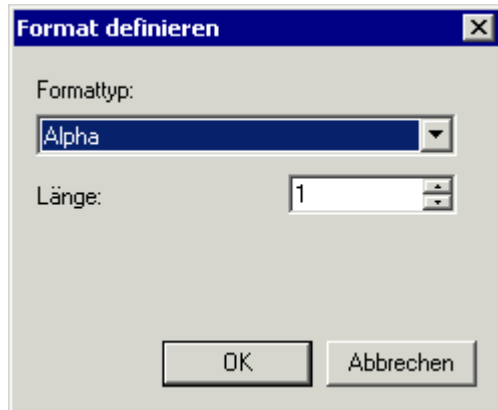 Format definieren
Formattyp:
Alpha
Länge: 1
OK Abbrechen